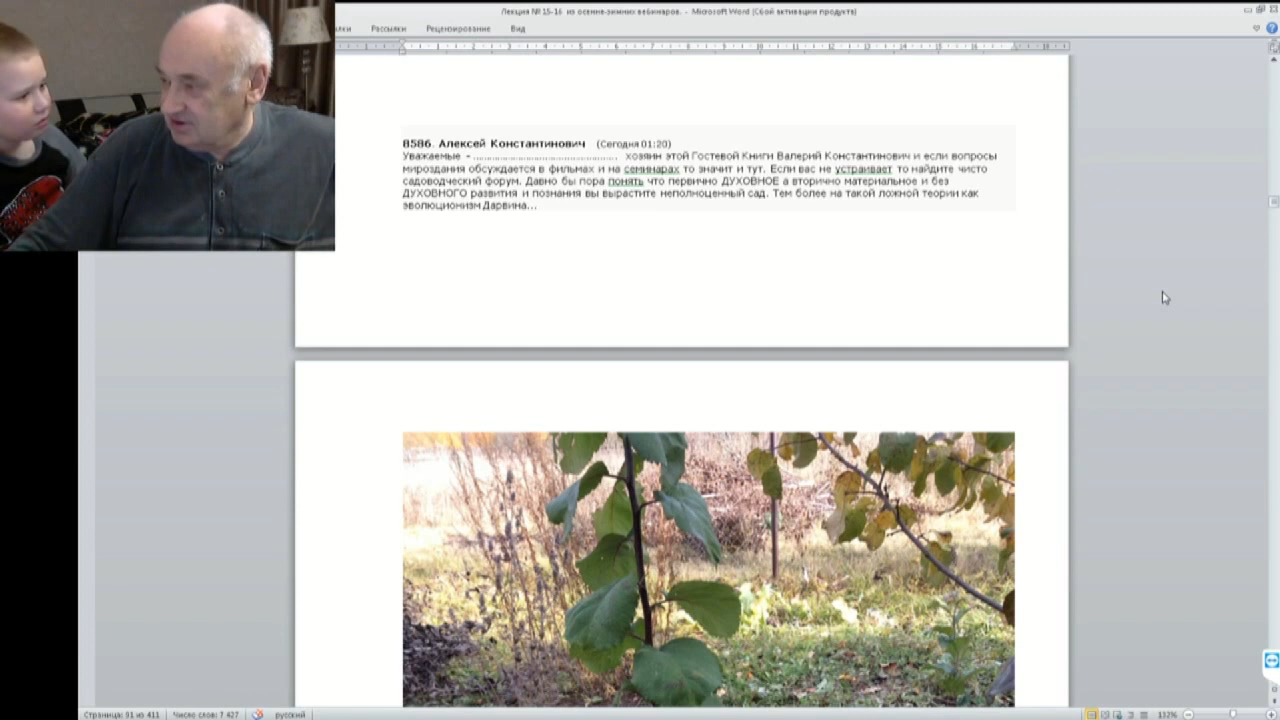 Лекция № 15-16 из осенне-зимних вебинаров. - Microsoft Word (Сбой активации продукта)
Рассылки Рецензирование Вид
8586. Алексей Константинович (Сегодня 01:20)
Уважаемые - ............................................ хозяин этой Гостевой Книги Валерий Константинович и если вопросы
мироздания обсуждается в фильмах и на семинарах то значит и тут. Если вас не устраивает то найдите чисто
садоводческий форум. Давно бы пора понять что первично ДУХОВНОЕ а вторично материальное и без
ДУХОВНОГО развития и познания вы вырастите неполноценный сад. Тем более на такой ложной теории как
эволюционизм Дарвина...
Страница: 91 из 411 Число слов: 7 427 русский 132%